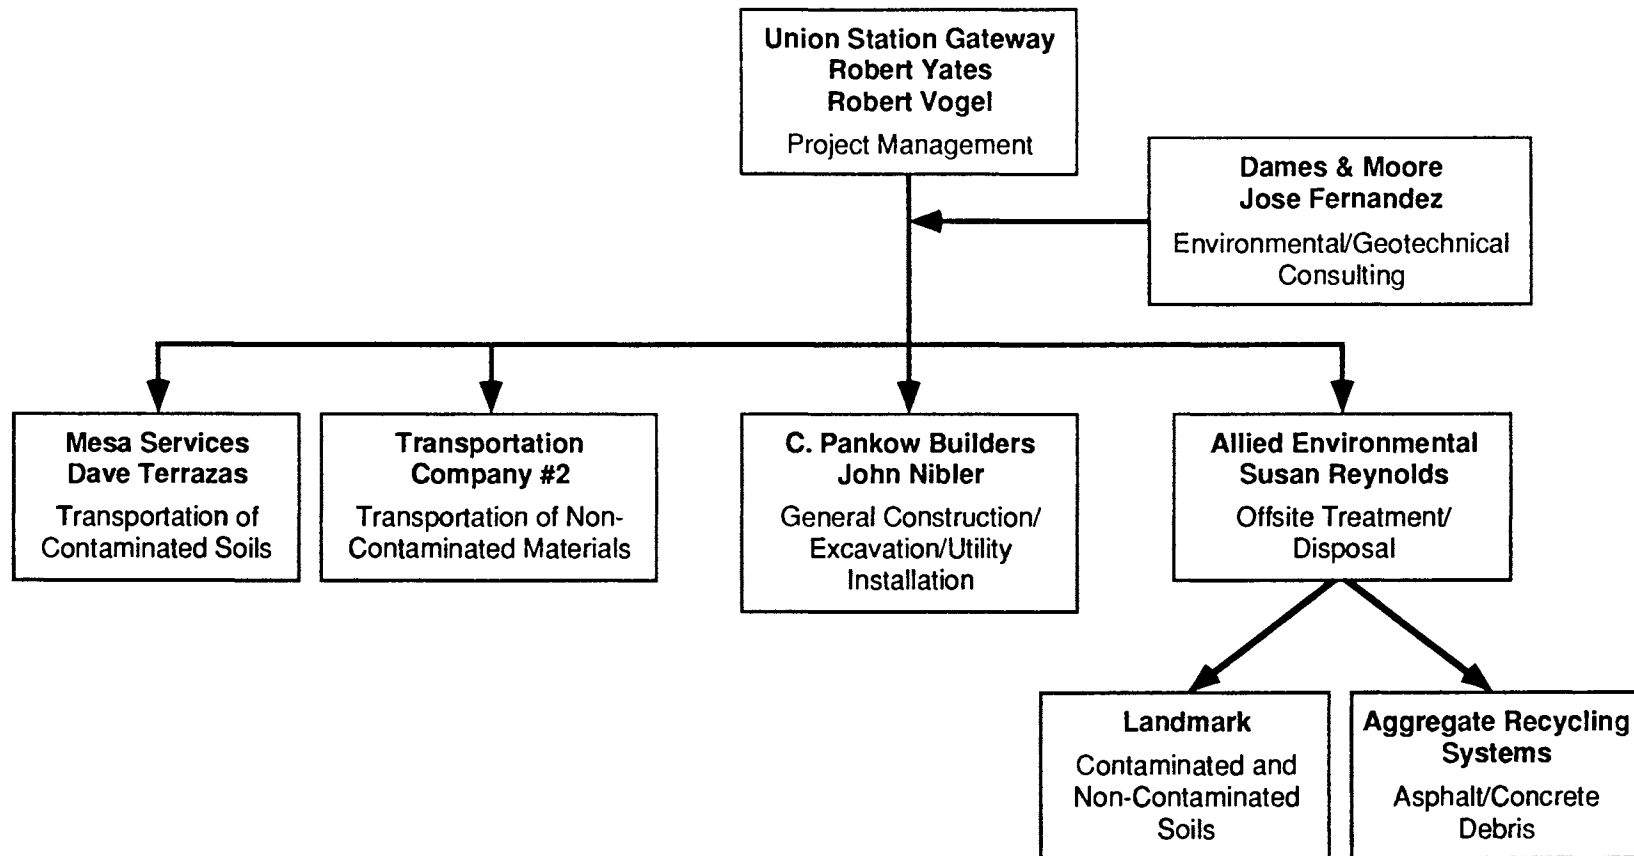 Union Station Gateway
Robert Yates
Robert Vogel
Project Management
Dames & Moore
Jose Fernandez
Environmental/Geotechnical
Consulting
Mesa Services
Dave Terrazas
Transportation of
Contaminated Soils
Transportation
Company #2
Transportation of Non-
Contaminated Materials
C. Pankow Builders
John Nibler
General Construction/
Excavation/Utility
Installation
Allied Environmental
Susan Reynolds
Offsite Treatment/
Disposal
Landmark
Contaminated and
Non-Contaminated
Soils
Aggregate Recycling
Systems
Asphalt/Concrete
Debris